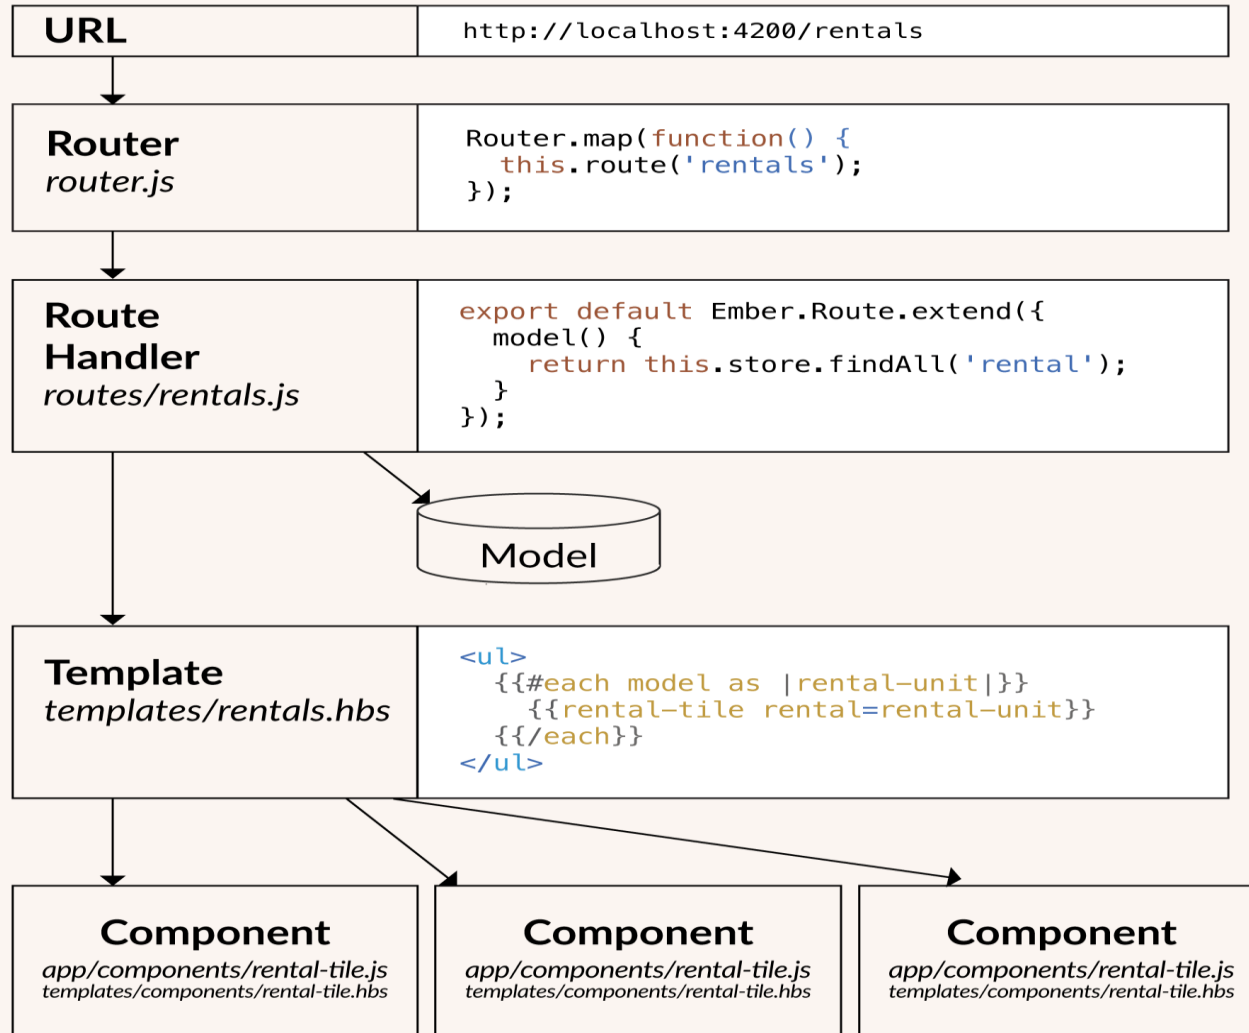 URL
http://localhost:4200/rentals
Router
router.js
Router.map(function() {
  this.route('rentals');
});
Route
Handler
routes/rentals.js
export default Ember.Route.extend({
  model() {
    return this.store.findAll('rental');
  }
});
Model
Template
templates/rentals.hbs
<ul>
  {{#each model as |rental-unit|}}
    {{rental-tile rental=rental-unit}}
  {{/each}}
</ul>
Component
app/components/rental-tile.js
templates/components/rental-tile.hbs
Component
app/components/rental-tile.js
templates/components/rental-tile.hbs
Component
app/components/rental-tile.js
templates/components/rental-tile.hbs